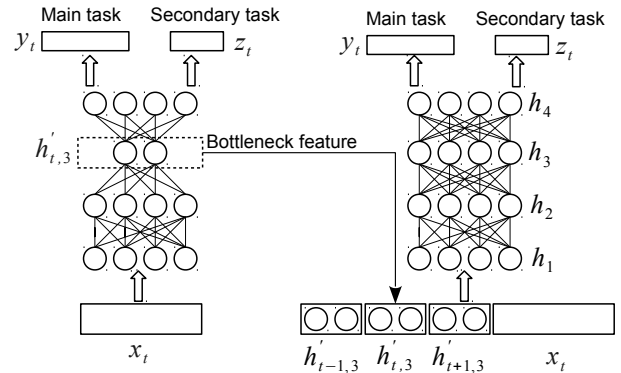 Main task Secondary task Main task Secondary task
y_t z_t y_t z_t
h_4
h'_{t,3} Bottleneck feature h_3
h_2
h_1
x_t h'_{t-1,3} h'_{t,3} h'_{t+1,3} x_t